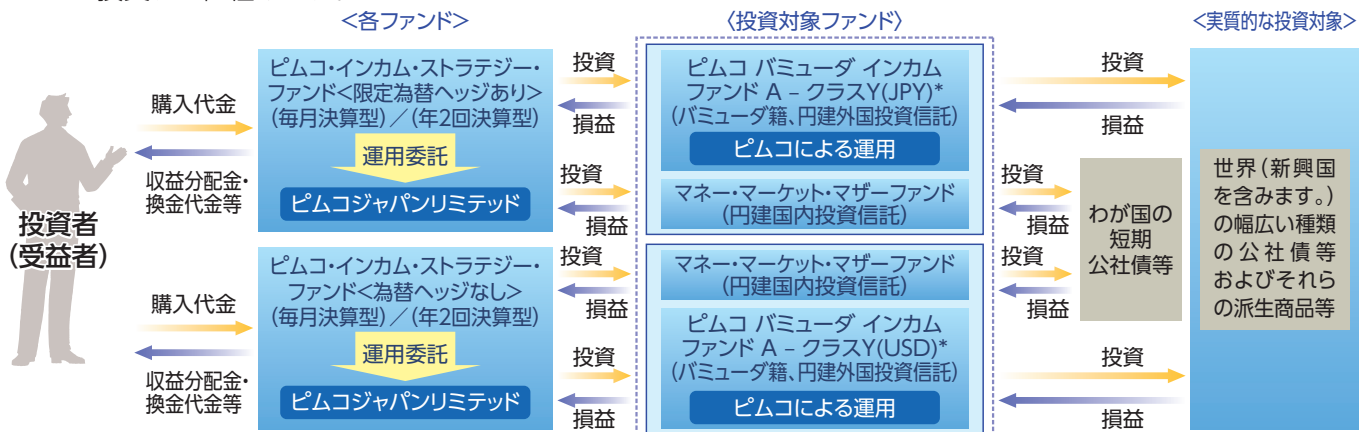 <各ファンド>
〈投資対象ファンド〉
<実質的な投資対象>
投資者
(受益者)
購入代金
収益分配金・
換金代金等
ピムコ・インカム・ストラテジー・
ファンド<限定為替ヘッジあり>
(毎月決算型)/(年2回決算型)
運用委託
ピムコジャパンリミテッド
投資
損益
投資
損益
ピムコ バミューダ インカム
ファンド A – クラスY(JPY)*
(バミューダ籍、円建外国投資信託)
ピムコによる運用
マネー・マーケット・マザーファンド
(円建国内投資信託)
投資
損益
投資
損益
購入代金
収益分配金・
換金代金等
ピムコ・インカム・ストラテジー・
ファンド<為替ヘッジなし>
(毎月決算型)/(年2回決算型)
運用委託
ピムコジャパンリミテッド
投資
損益
投資
損益
マネー・マーケット・マザーファンド
(円建国内投資信託)
ピムコ バミューダ インカム
ファンド A – クラスY(USD)*
(バミューダ籍、円建外国投資信託)
ピムコによる運用
投資
損益
投資
損益
わが国の
短期
公社債等
世界(新興国
を含みます。)
の幅広い種類
の公社債等
およびそれら
の派生商品等